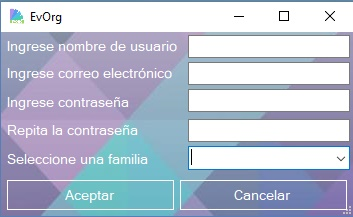 EvOrg
Ingrese nombre de usuario
Ingrese correo electrónico
Ingrese contraseña
Repita la contraseña
Seleccione una familia
Aceptar Cancelar